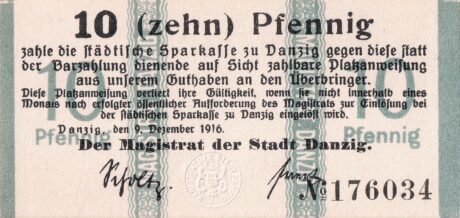 10 (zehn) Pfennig
zahle die städtische Sparkasse zu Danzig gegen diese statt
der Barzahlung dienende auf Sicht zahlbare Platzanweisung
aus unserem Guthaben an den Überbringer.
Diese Platzanweisung verliert ihre Gültigkeit, wenn sie nicht innerhalb eines
Monats nach erfolgter öffentlicher Aufforderung des Magistrats zur Einlösung bei
der städtischen Sparkasse zu Danzig eingelöst wird.
10 Pfennig
10 Pfennig
Danzig, den 9. Dezember 1916.
Der Magistrat der Stadt Danzig.
Scholtz.
No 176034